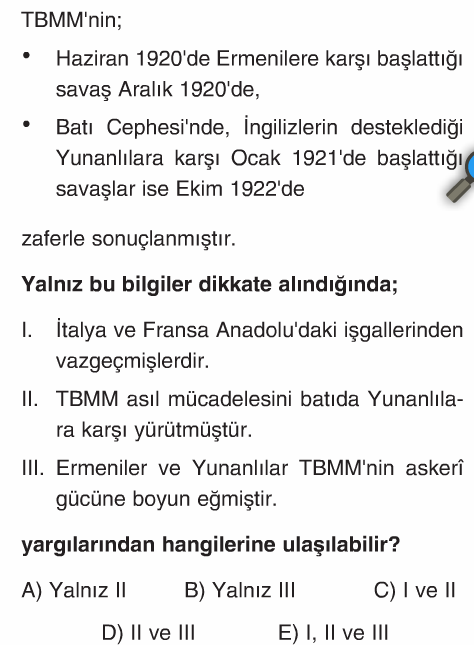 TBMM'nin;
• Haziran 1920'de Ermenilere karşı başlattığı
savaş Aralık 1920'de,
• Batı Cephesi'nde, İngilizlerin desteklediği
Yunanlılara karşı Ocak 1921'de başlattığı
savaşlar ise Ekim 1922'de
zaferle sonuçlanmıştır.
Yalnız bu bilgiler dikkate alındığında;
I. İtalya ve Fransa Anadolu'daki işgallerinden
vazgeçmişlerdir.
II. TBMM asıl mücadelesini batıda Yunanlıla-
ra karşı yürütmüştür.
III. Ermeniler ve Yunanlılar TBMM'nin askerî
gücüne boyun eğmiştir.
yargılarından hangilerine ulaşılabilir?
A) Yalnız II B) Yalnız III C) I ve II
D) II ve III E) I, II ve III